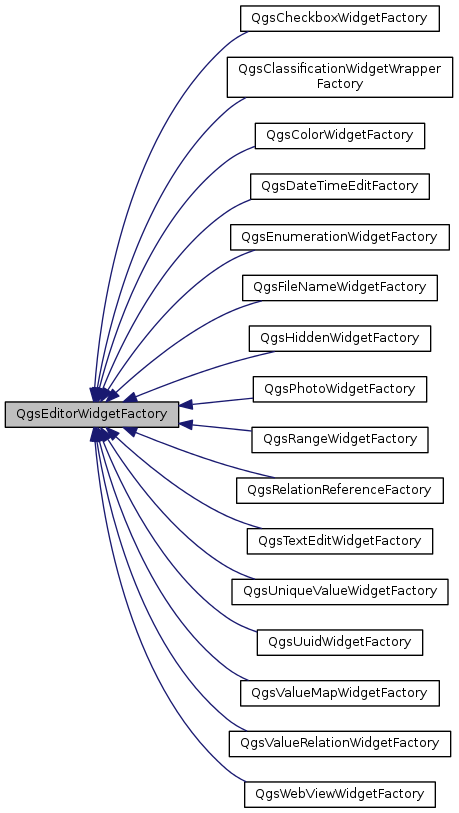 QgsCheckboxWidgetFactory
QgsClassificationWidgetWrapper
Factory
QgsColorWidgetFactory
QgsDateTimeEditFactory
QgsEnumerationWidgetFactory
QgsFileNameWidgetFactory
QgsHiddenWidgetFactory
QgsPhotoWidgetFactory
QgsEditorWidgetFactory
QgsRangeWidgetFactory
QgsRelationReferenceFactory
QgsTextEditWidgetFactory
QgsUniqueValueWidgetFactory
QgsUuidWidgetFactory
QgsValueMapWidgetFactory
QgsValueRelationWidgetFactory
QgsWebViewWidgetFactory